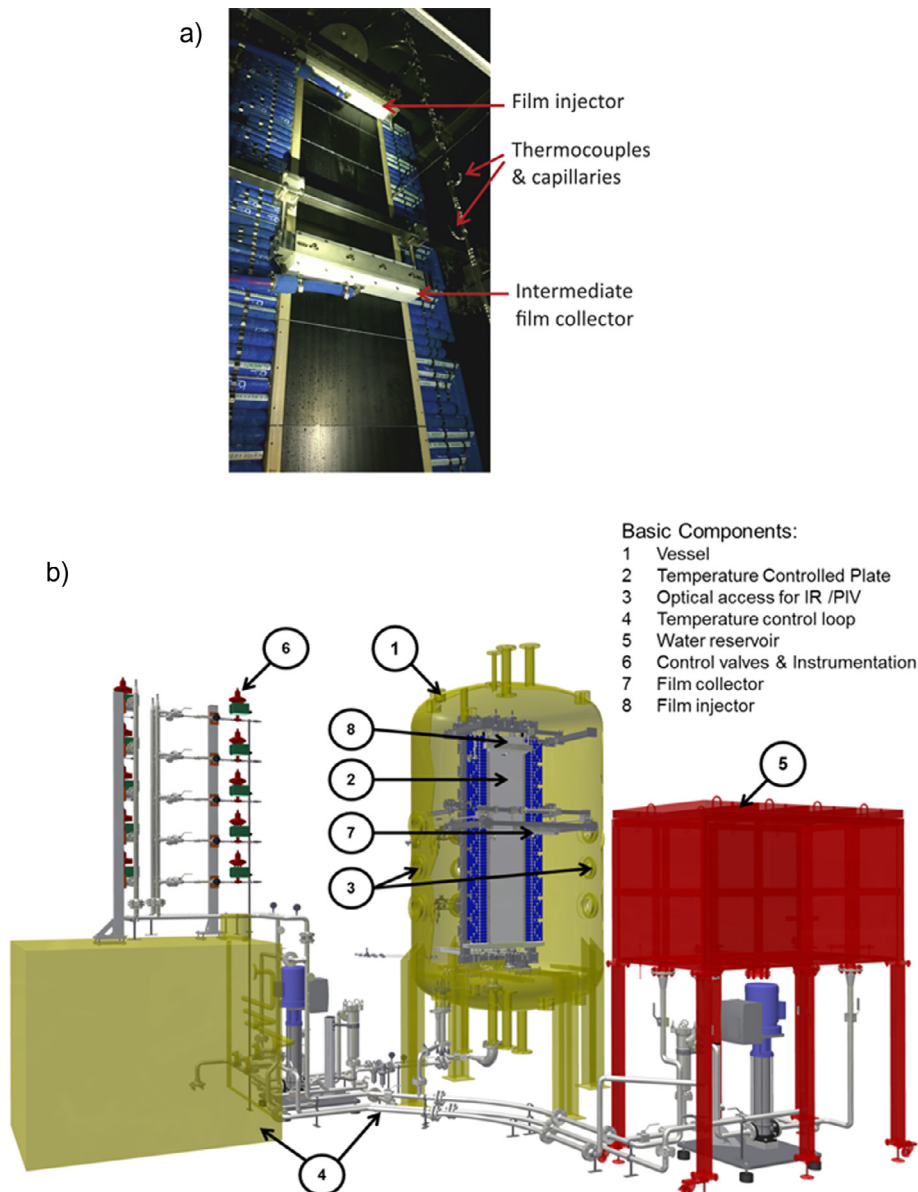 a)
Film injector
Thermocouples
& capillaries
Intermediate
film collector
b)
Basic Components:
1 Vessel
2 Temperature Controlled Plate
3 Optical access for IR /PIV
4 Temperature control loop
5 Water reservoir
6 Control valves & Instrumentation
7 Film collector
8 Film injector
6
1
8
2
5
7
3
4